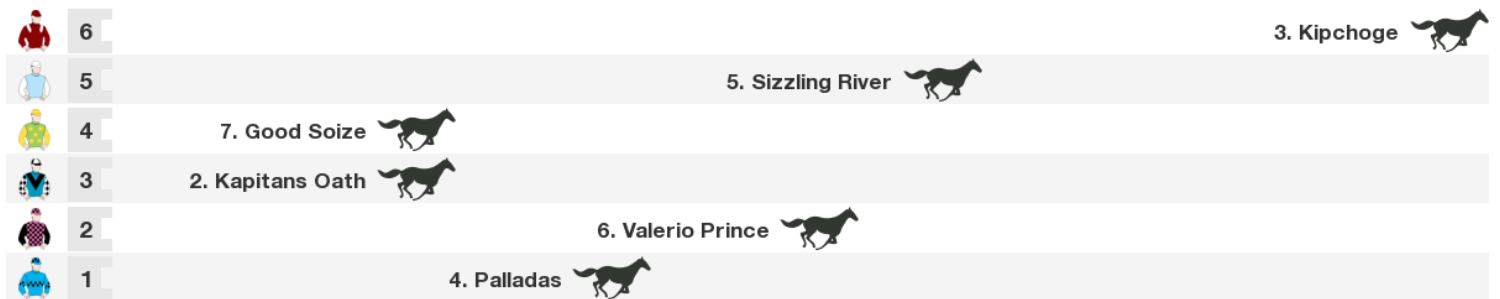 6 3. Kipchoge
5 5. Sizzling River
4 7. Good Soize
3 2. Kapitans Oath
2 6. Valerio Prince
1 4. Palladas